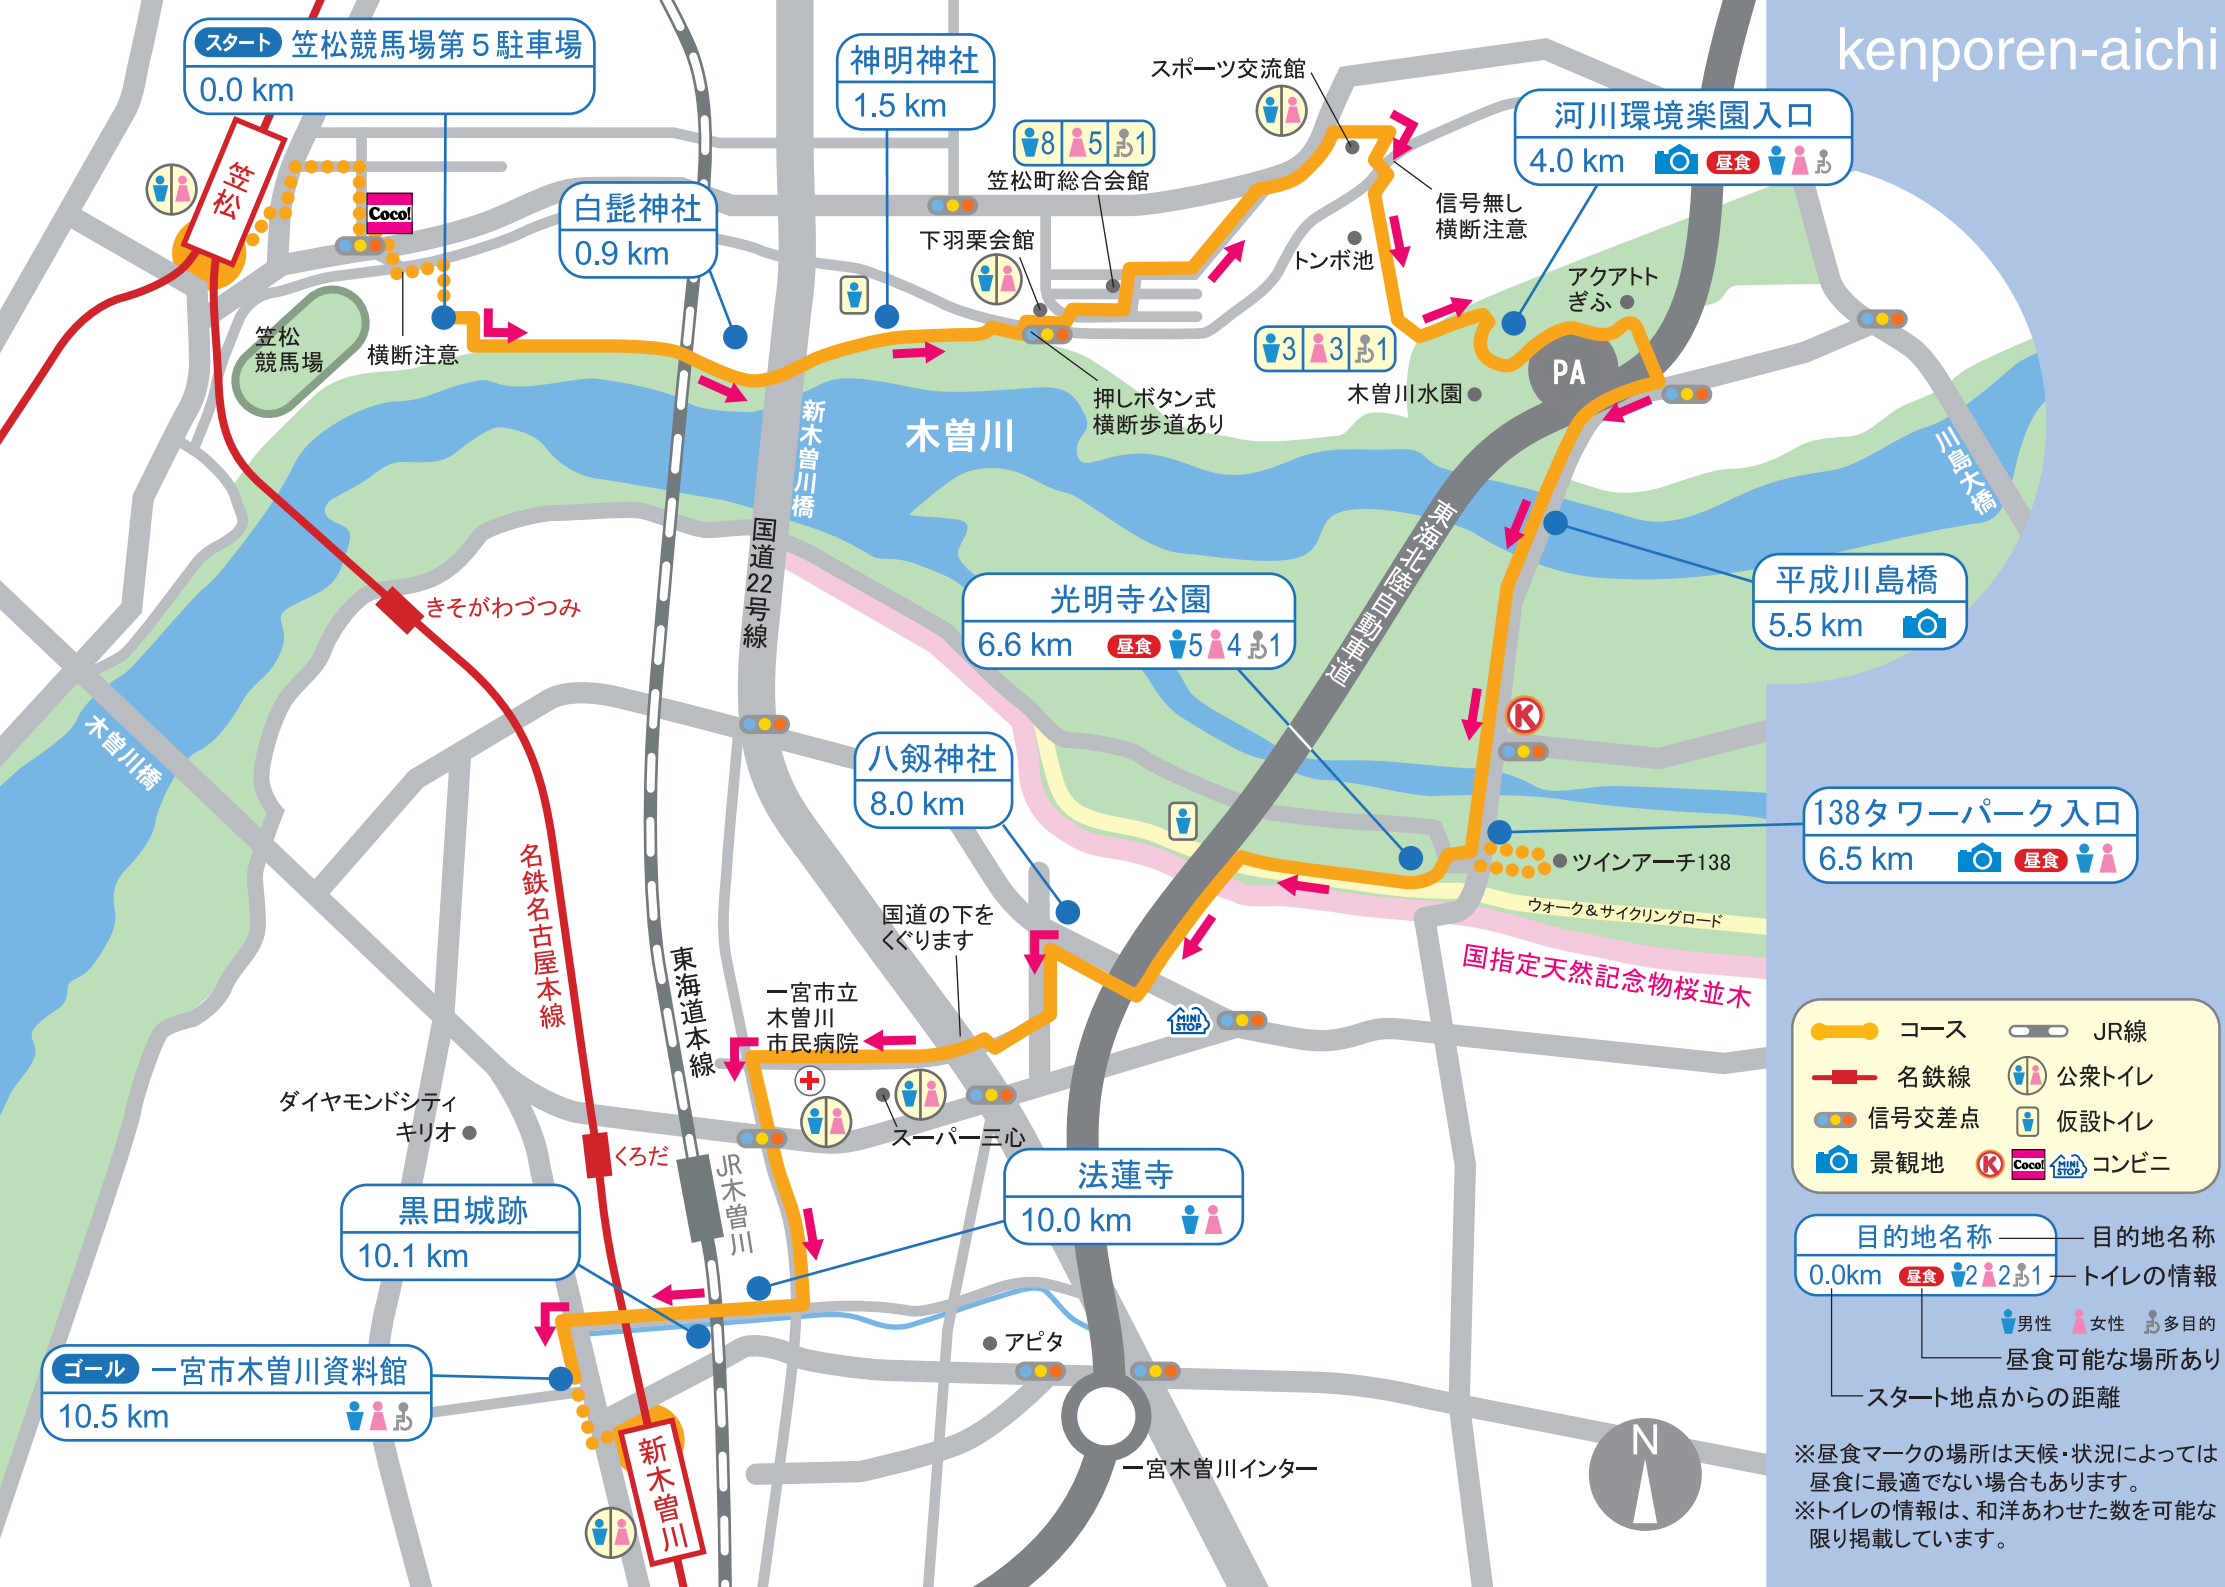 kenporen-aichi
スタート 笠松競馬場第5駐車場
0.0 km
神明神社
1.5 km
スポーツ交流館
河川環境楽園入口
4.0 km 昼食
8 5 1
笠松町総合会館
笠松
Coco!
白髭神社
0.9 km
下羽栗会館
信号無し
横断注意
トンボ池
アクアトト
ぎふ
笠松
競馬場
横断注意
3 3 1
PA
木曽川水園
押しボタン式
横断歩道あり
新木曽川橋
木曽川
川島大橋
東海北陸自動車道
国道22号線
平成川島橋
5.5 km
光明寺公園
6.6 km 昼食 5 4 1
きそがわづつみ
木曽川橋
K
八剱神社
8.0 km
138タワーパーク入口
6.5 km 昼食
ツインアーチ138
名鉄名古屋本線
国道の下を
くぐります
ウォーク&サイクリングロード
国指定天然記念物桜並木
東海道本線
一宮市立
木曽川
市民病院
MINI
STOP
ダイヤモンドシティ
キリオ
スーパー三心
くろだ
JR木曽川
法蓮寺
10.0 km
黒田城跡
10.1 km
アピタ
ゴール 一宮市木曽川資料館
10.5 km
新木曽川
一宮木曽川インター
N
コース JR線
名鉄線 公衆トイレ
信号交差点 仮設トイレ
景観地 K Coco! MINI STOP コンビニ
目的地名称 目的地名称
0.0km 昼食 2 2 1 トイレの情報
男性 女性 多目的
昼食可能な場所あり
スタート地点からの距離
※昼食マークの場所は天候・状況によっては
昼食に最適でない場合もあります。
※トイレの情報は、和洋あわせた数を可能な
限り掲載しています。